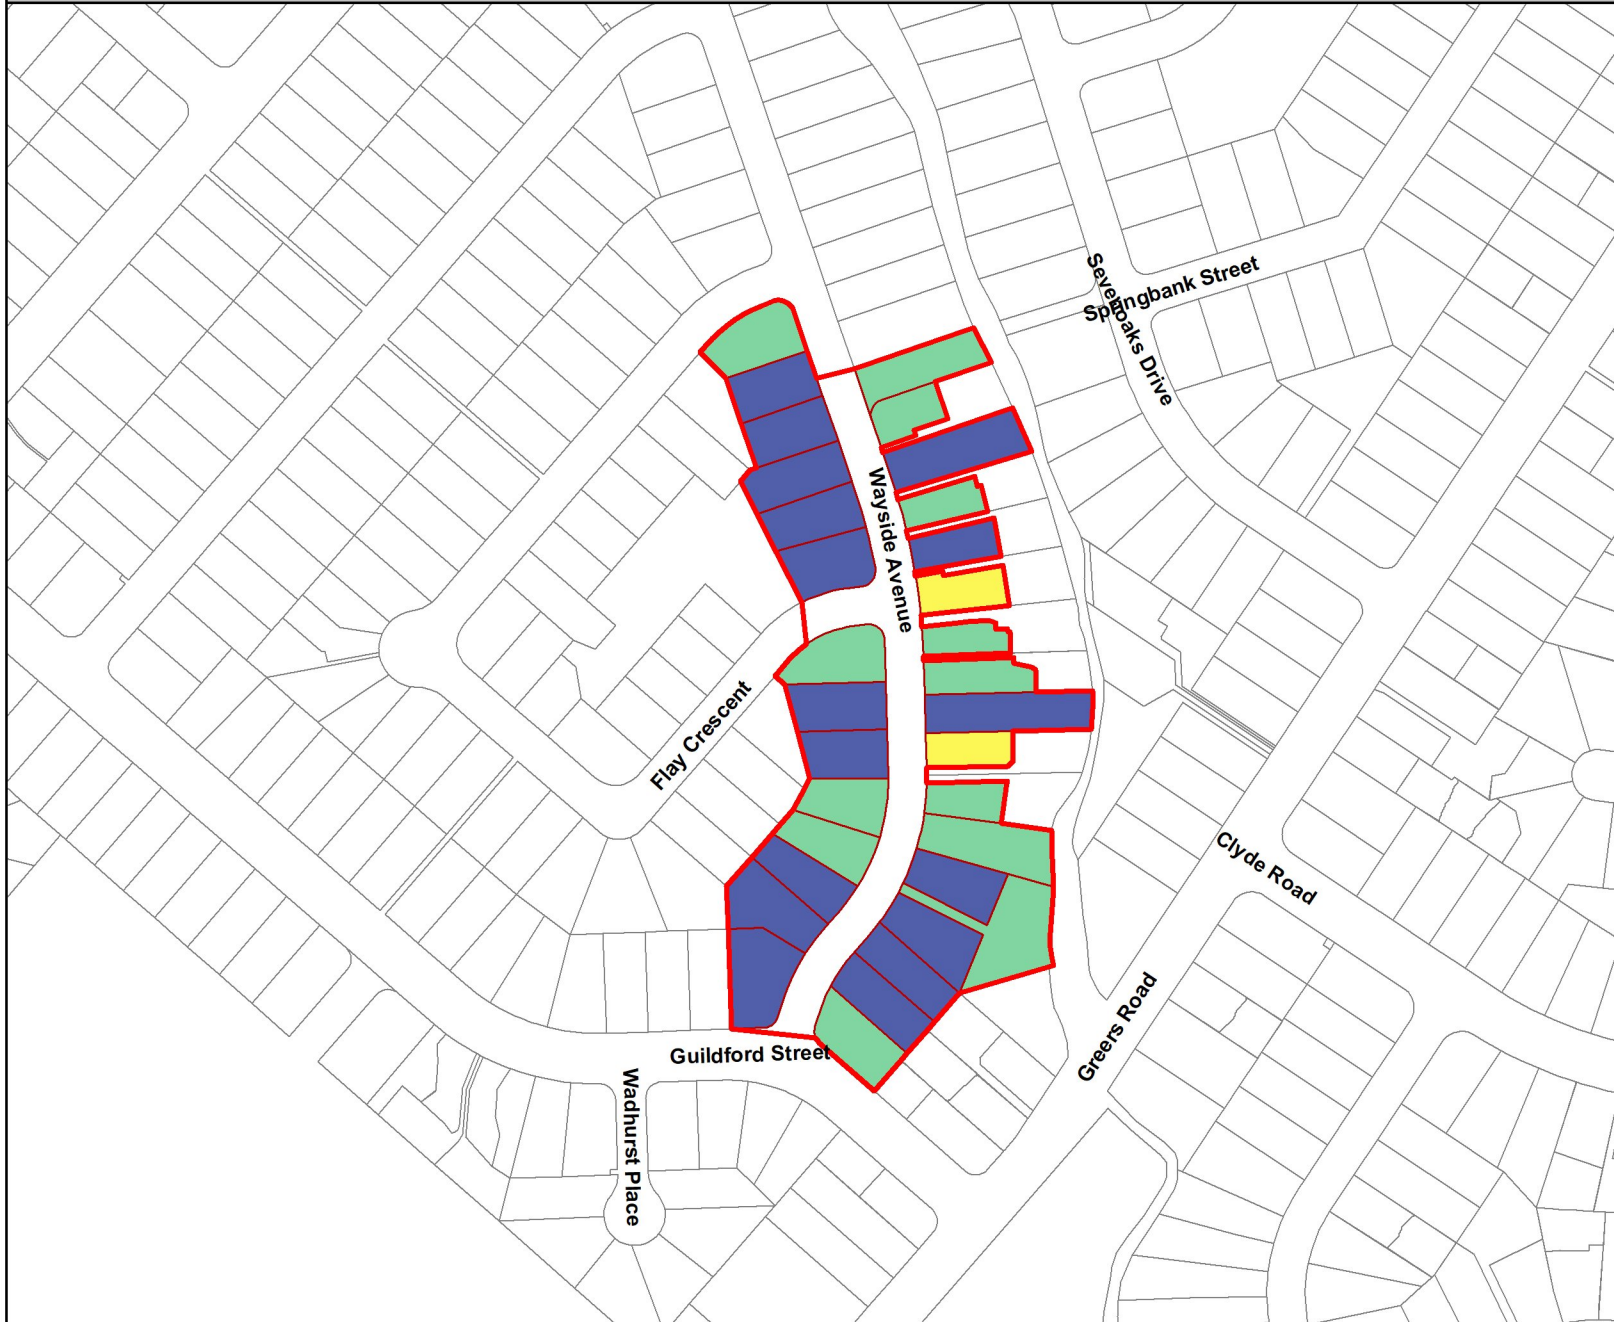 Sevenoaks Drive
Springbank Street
Wayside Avenue
Flay Crescent
Clyde Road
Greers Road
Guildford Street
Wadhurst Place